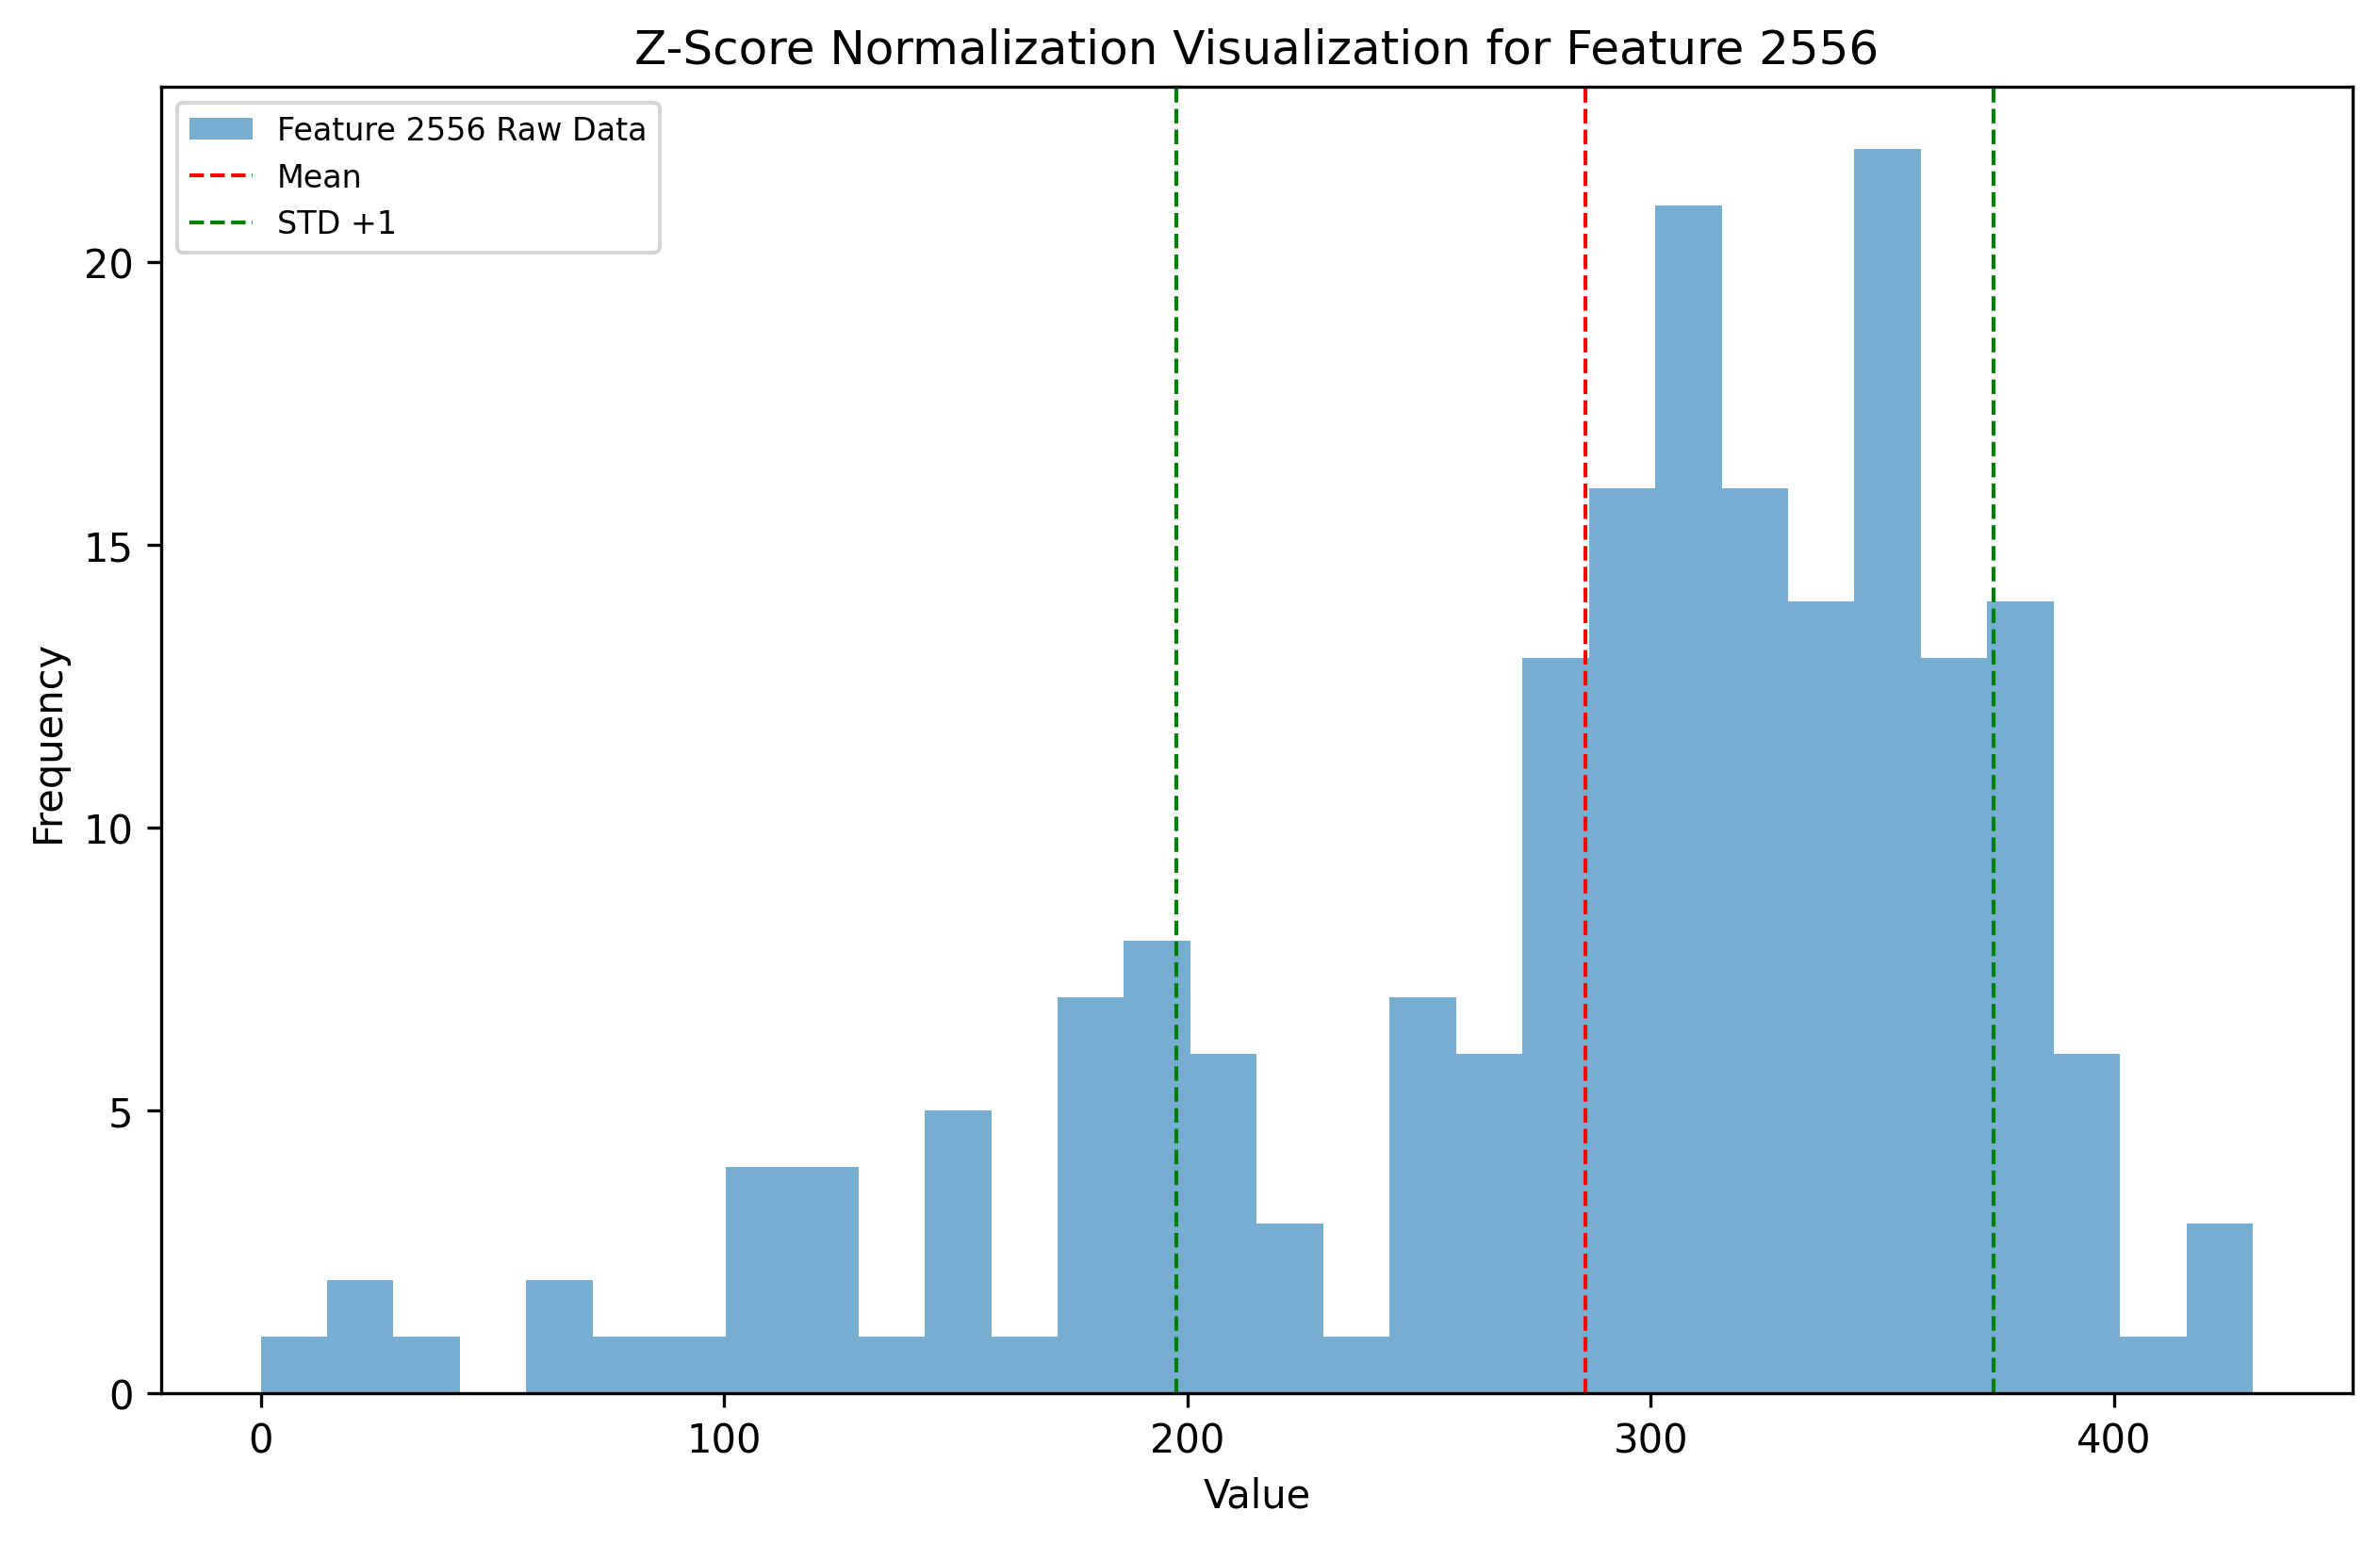 Z-Score Normalization Visualization for Feature 2556
Feature 2556 Raw Data
Mean
STD +1
Frequency
20
15
10
5
0
0 100 200 300 400
Value